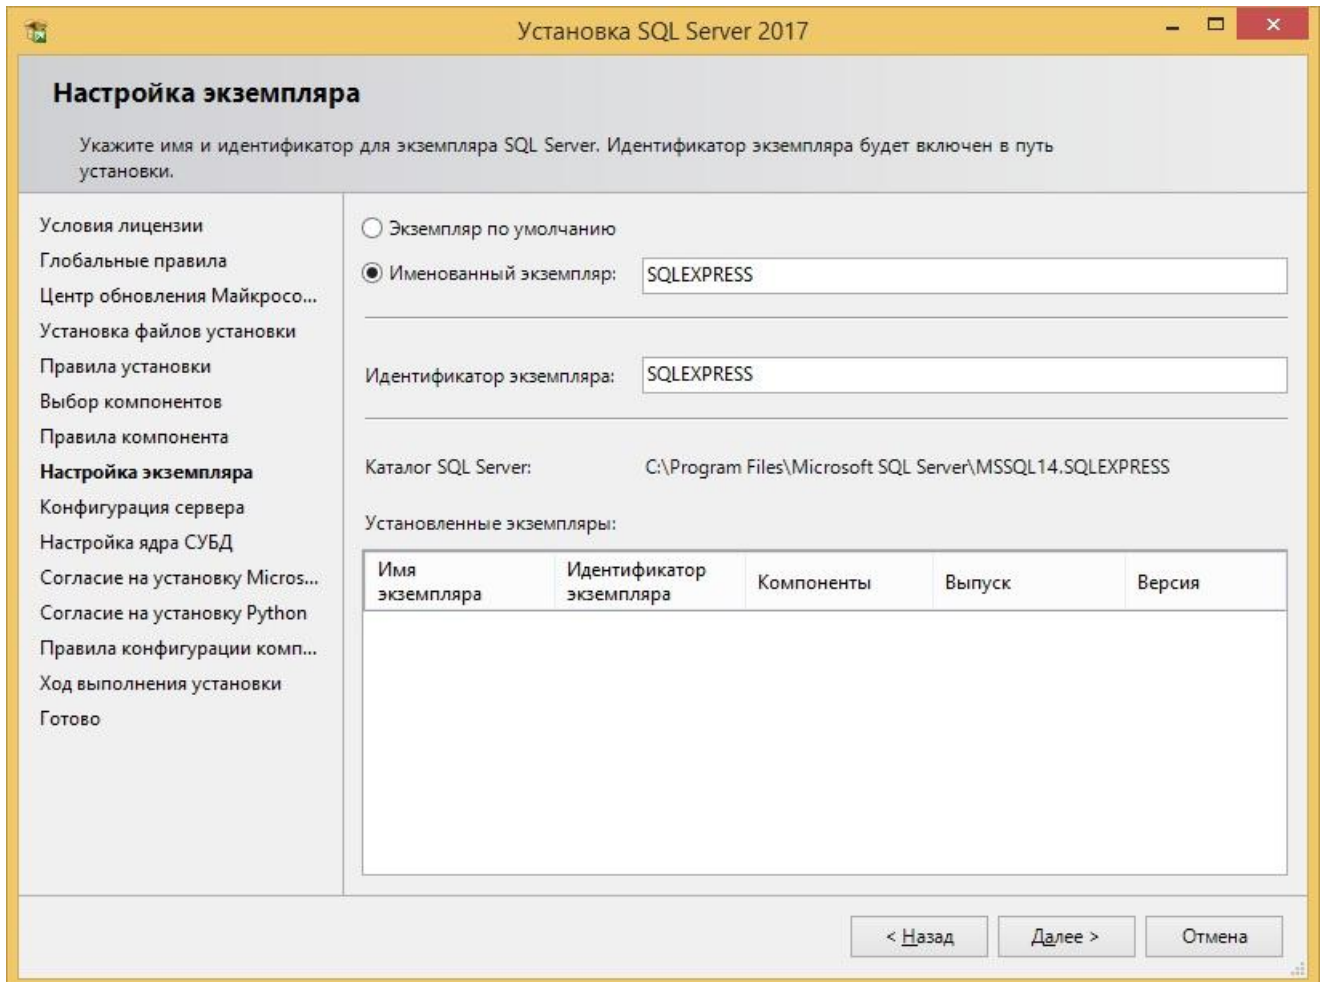 Установка SQL Server 2017
Настройка экземпляра
Укажите имя и идентификатор для экземпляра SQL Server. Идентификатор экземпляра будет включен в путь
установки.
Условия лицензии
Глобальные правила
Центр обновления Майкросо...
Установка файлов установки
Правила установки
Выбор компонентов
Правила компонента
Настройка экземпляра
Конфигурация сервера
Настройка ядра СУБД
Согласие на установку Micros...
Согласие на установку Python
Правила конфигурации комп...
Ход выполнения установки
Готово
Экземпляр по умолчанию
Именованный экземпляр: SQLEXPRESS
Идентификатор экземпляра: SQLEXPRESS
Каталог SQL Server: C:\Program Files\Microsoft SQL Server\MSSQL14.SQLEXPRESS
Установленные экземпляры:
Имя экземпляра Идентификатор экземпляра Компоненты Выпуск Версия
< Назад Далее > Отмена